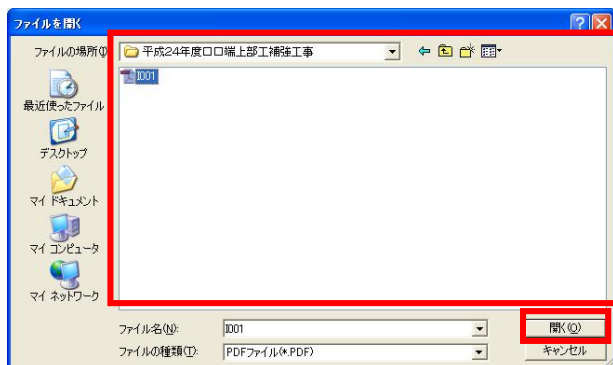 ファイルを開く
ファイルの場所(I)
平成24年度口口端上部工補強工事
I001
最近使ったファイル
デスクトップ
マイ ドキュメント
マイ コンピュータ
マイ ネットワーク
ファイル名(N):
I001
開く(O)
ファイルの種類(T):
PDFファイル(*.PDF)
キャンセル